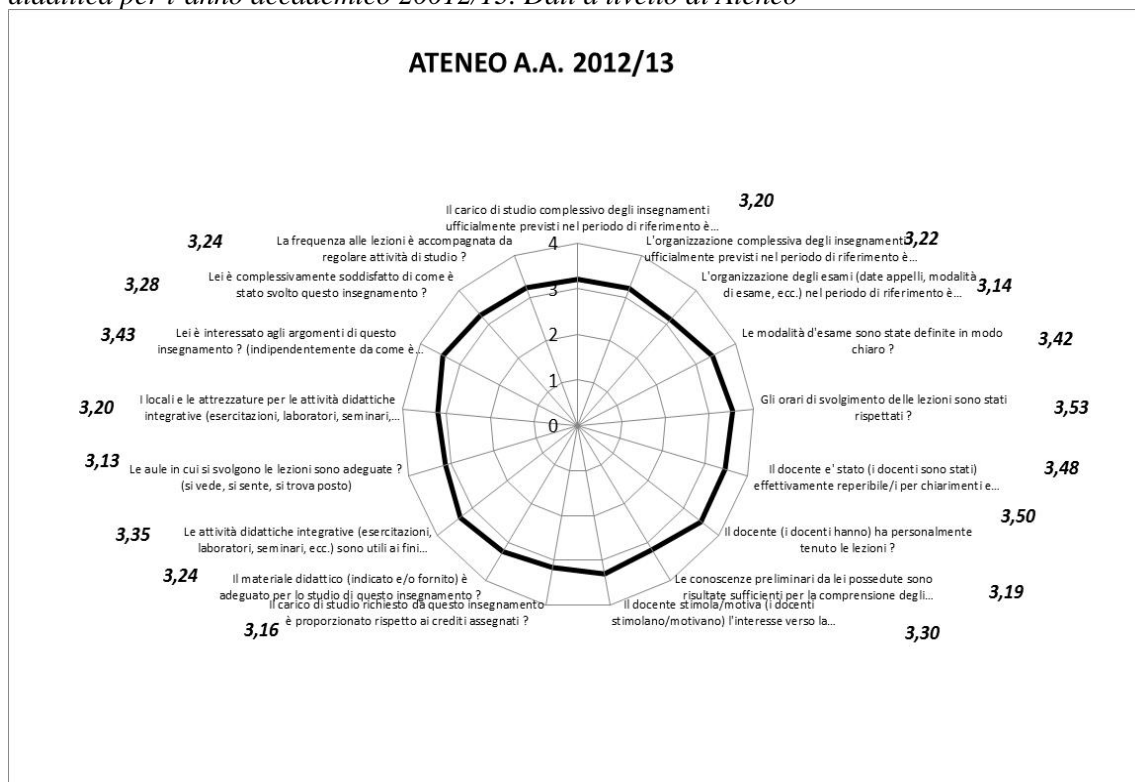 didattica per l'anno accademico 20012/13. Dati a livello di Ateneo
ATENEO A.A. 2012/13
3,20
Il carico di studio complessivo degli insegnamenti
ufficialmente previsti nel periodo di riferimento è...
3,22
L'organizzazione complessiva degli insegnamenti
ufficialmente previsti nel periodo di riferimento è...
3,14
L'organizzazione degli esami (date appelli, modalità
di esame, ecc.) nel periodo di riferimento è...
3,42
Le modalità d'esame sono state definite in modo
chiaro ?
3,53
Gli orari di svolgimento delle lezioni sono stati
rispettati ?
3,48
Il docente e' stato (i docenti sono stati)
effettivamente reperibile/i per chiarimenti e...
3,50
Il docente (i docenti hanno) ha personalmente
tenuto le lezioni ?
3,19
Le conoscenze preliminari da lei possedute sono
risultate sufficienti per la comprensione degli...
3,30
Il docente stimola/motiva (i docenti
stimolano/motivano) l'interesse verso la...
3,16
Il carico di studio richiesto da questo insegnamento
è proporzionato rispetto ai crediti assegnati ?
3,24
Il materiale didattico (indicato e/o fornito) è
adeguato per lo studio di questo insegnamento ?
3,35
Le attività didattiche integrative (esercitazioni,
laboratori, seminari, ecc.) sono utili ai fini...
3,13
Le aule in cui si svolgono le lezioni sono adeguate ?
(si vede, si sente, si trova posto)
3,20
I locali e le attrezzature per le attività didattiche
integrative (esercitazioni, laboratori, seminari,...
3,43
Lei è interessato agli argomenti di questo
insegnamento ? (indipendentemente da come è...
3,28
Lei è complessivamente soddisfatto di come è
stato svolto questo insegnamento ?
3,24
La frequenza alle lezioni è accompagnata da
regolare attività di studio ?
4
3
2
1
0